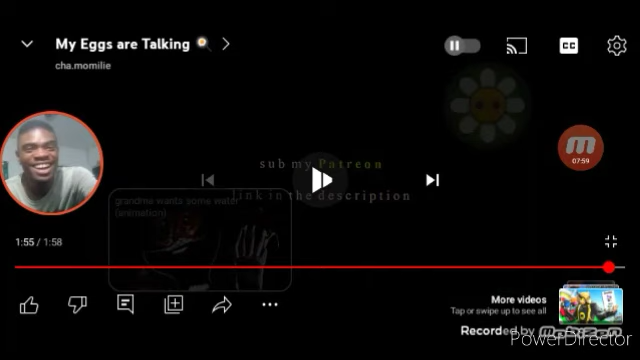 My Eggs are Talking
cha.momilie
CC
07:59
sub my Patreon
link in the description
grandma wants some water
(animation)
1:55 / 1:58
More videos
Tap or swipe up to see all
Recorded by
PowerDirector